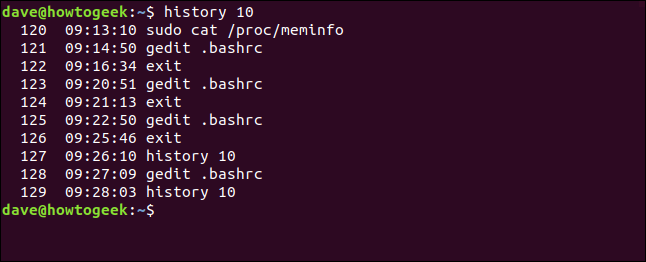 dave@howtogeek:~$ history 10
120 09:13:10 sudo cat /proc/meminfo
121 09:14:50 gedit .bashrc
122 09:16:34 exit
123 09:20:51 gedit .bashrc
124 09:21:13 exit
125 09:22:50 gedit .bashrc
126 09:25:46 exit
127 09:26:10 history 10
128 09:27:09 gedit .bashrc
129 09:28:03 history 10
dave@howtogeek:~$